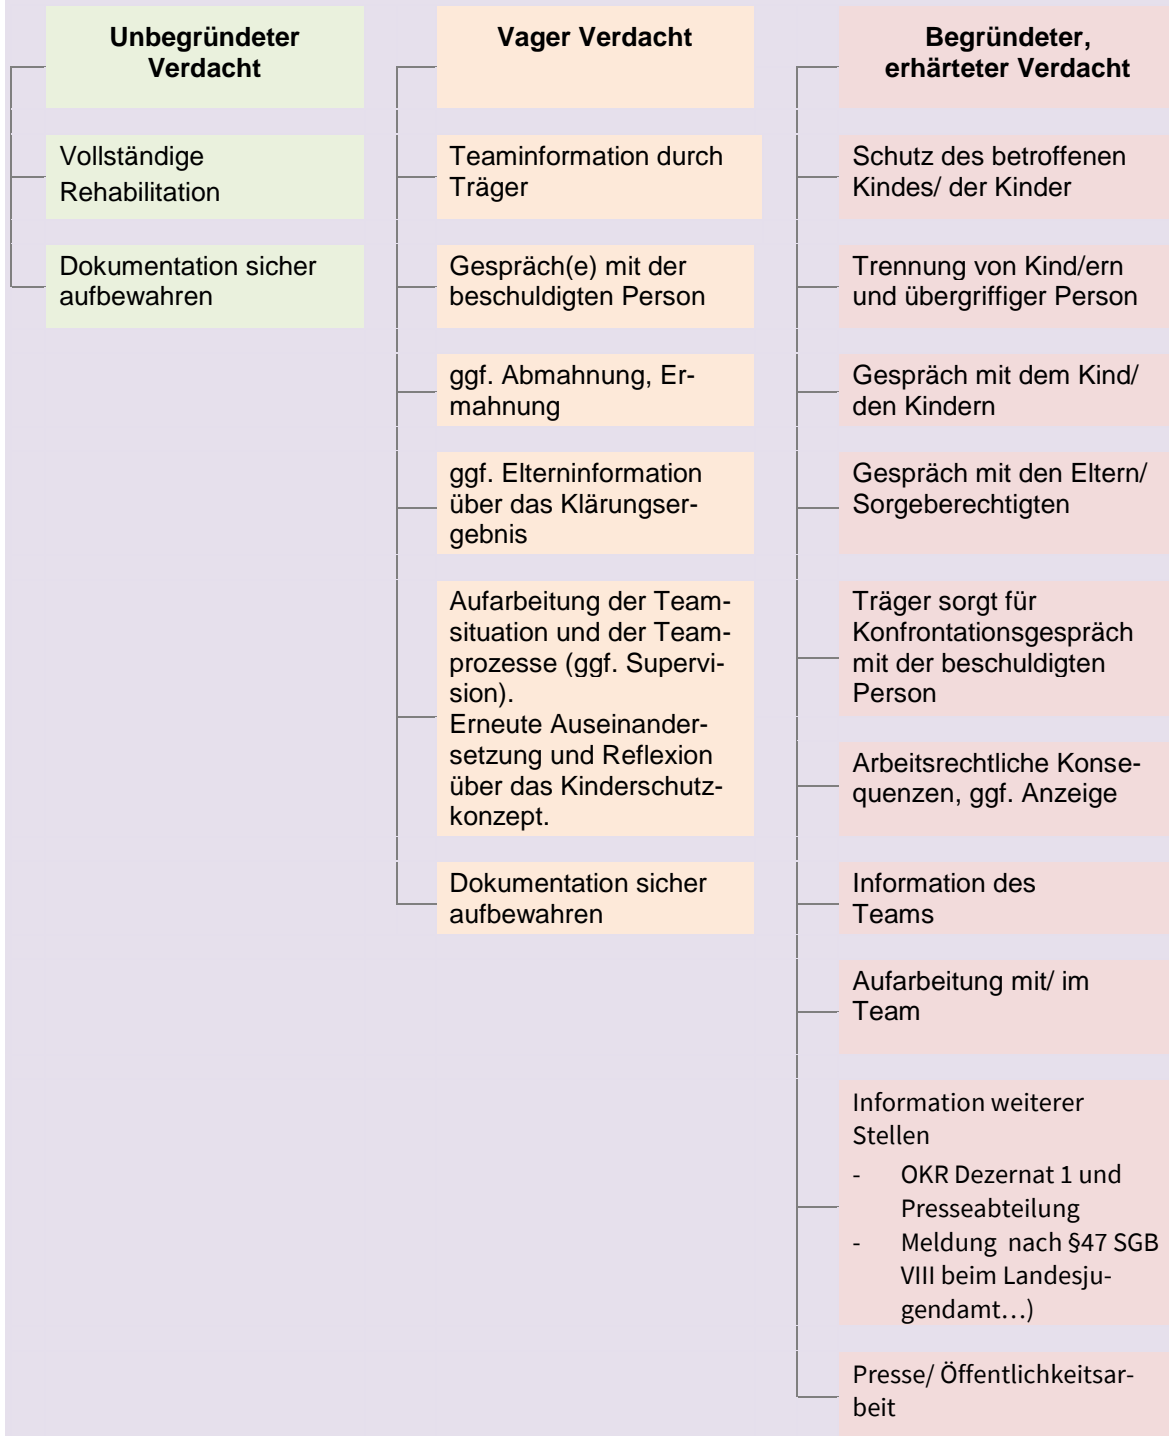 Unbegründeter
Verdacht
Vollständige
Rehabilitation
Dokumentation sicher
aufbewahren
Vager Verdacht
Teaminformation durch
Träger
Gespräch(e) mit der
beschuldigten Person
ggf. Abmahnung, Er-
mahnung
ggf. Elterninformation
über das Klärungser-
gebnis
Aufarbeitung der Team-
situation und der Team-
prozesse (ggf. Supervi-
sion).
Erneute Auseinander-
setzung und Reflexion
über das Kinderschutz-
konzept.
Dokumentation sicher
aufbewahren
Begründeter,
erhärteter Verdacht
Schutz des betroffenen
Kindes/ der Kinder
Trennung von Kind/ern
und übergriffiger Person
Gespräch mit dem Kind/
den Kindern
Gespräch mit den Eltern/
Sorgeberechtigten
Träger sorgt für
Konfrontationsgespräch
mit der beschuldigten
Person
Arbeitsrechtliche Konse-
quenzen, ggf. Anzeige
Information des
Teams
Aufarbeitung mit/ im
Team
Information weiterer
Stellen
- OKR Dezernat 1 und
Presseabteilung
- Meldung nach §47 SGB
VIII beim Landesju-
gendamt…)
Presse/ Öffentlichkeitsar-
beit